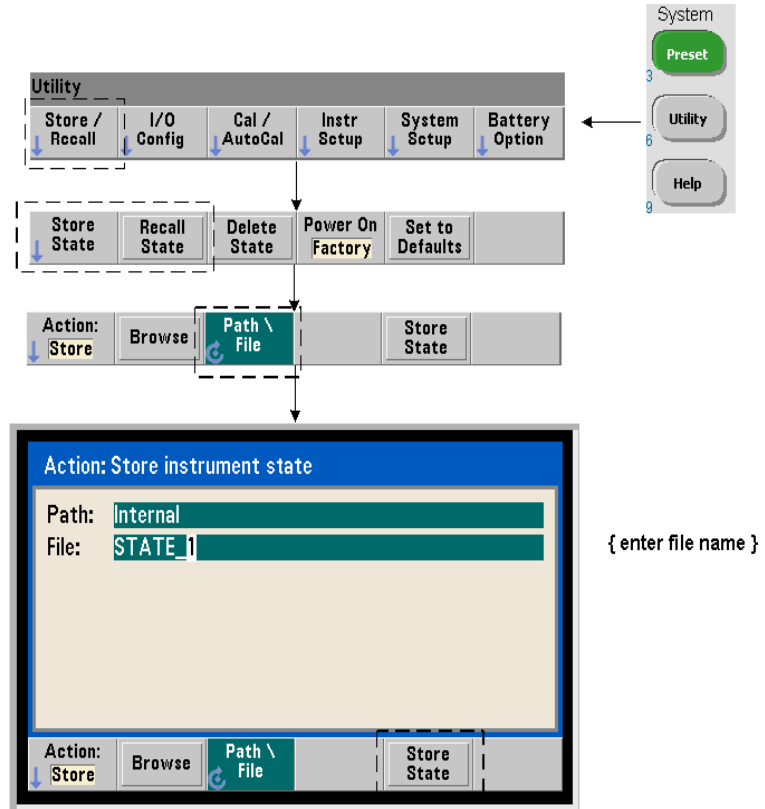 System
Preset
3
Utility
6
Help
9
Utility
Store / Recall
I/O Config
Cal / AutoCal
Instr Setup
System Setup
Battery Option
Store State
Recall State
Delete State
Power On Factory
Set to Defaults
Action: Store
Browse
Path \ File
Store State
Action: Store instrument state
Path: Internal
File: STATE_1
{ enter file name }
Action: Store
Browse
Path \ File
Store State